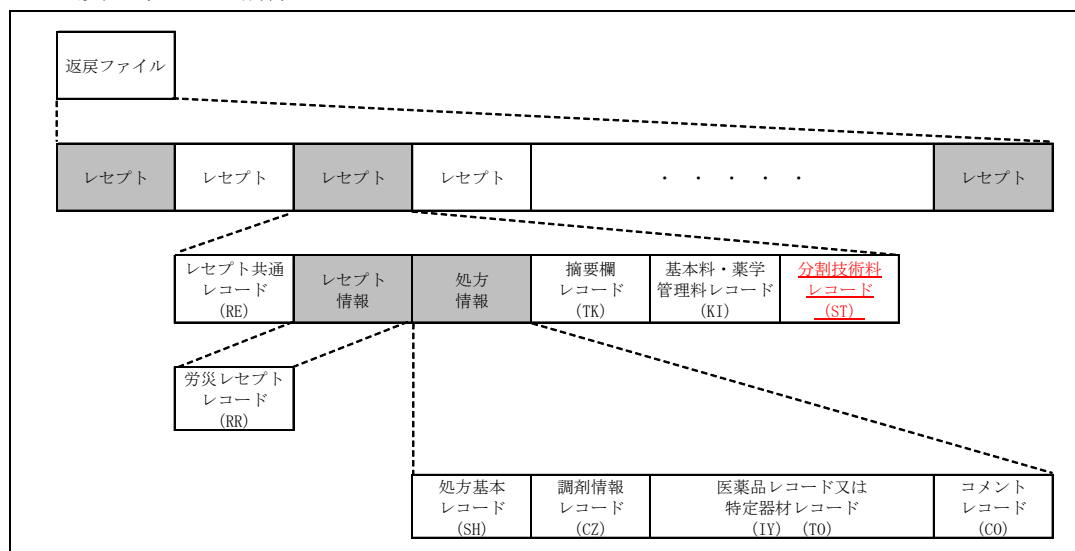 返戻ファイル
レセプト
レセプト
レセプト
レセプト
・ ・ ・ ・ ・
レセプト
レセプト共通
レコード
(RE)
レセプト
情報
処方
情報
摘要欄
レコード
(TK)
基本料・薬学
管理料レコード
(KI)
分割技術料
レコード
(ST)
労災レセプト
レコード
(RR)
処方基本
レコード
(SH)
調剤情報
レコード
(CZ)
医薬品レコード又は
特定器材レコード
(IY) (TO)
コメント
レコード
(CO)